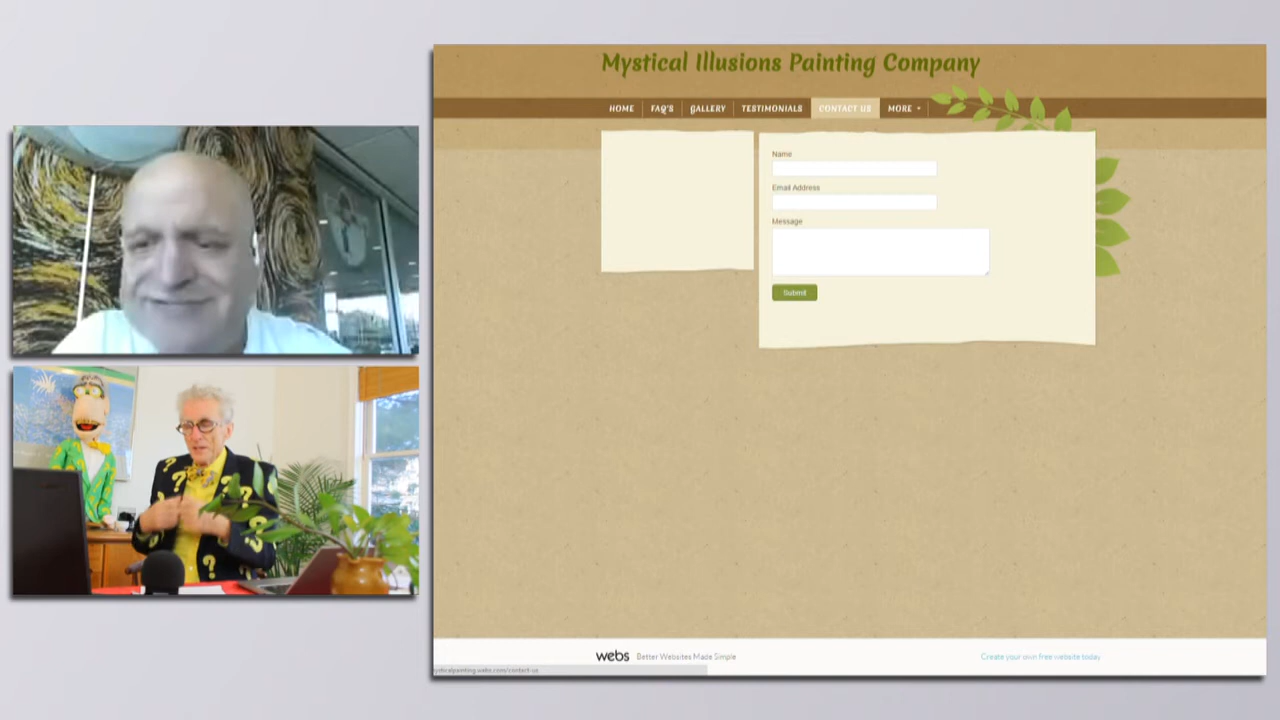 Mystical Illusions Painting Company
HOME FAQ'S GALLERY TESTIMONIALS CONTACT US MORE
Name
Email Address
Message
Submit
webs Better Websites Made Simple Create your own free website today